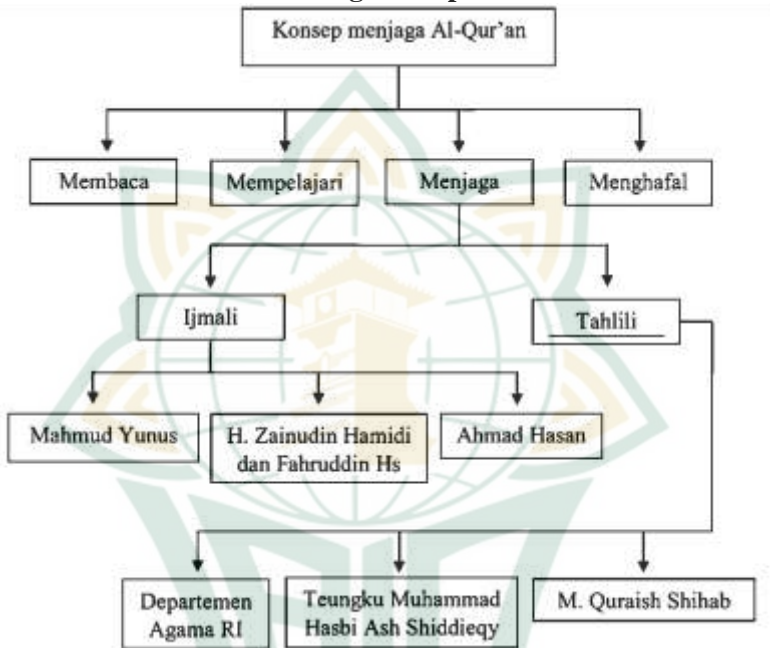 Konsep menjaga Al-Qur'an
Membaca
Mempelajari
Menjaga
Menghafal
Ijmali
Tahlili
Mahmud Yunus
H. Zainudin Hamidi
dan Fahruddin Hs
Ahmad Hasan
Departemen
Agama RI
Teungku Muhammad
Hasbi Ash Shiddieqy
M. Quraish Shihab